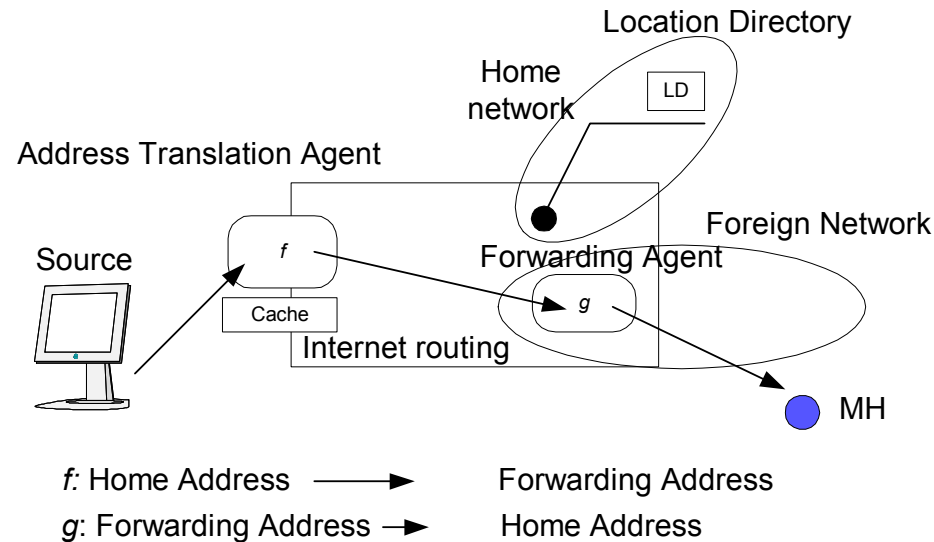 Location Directory
Home
network
LD
Address Translation Agent
Foreign Network
Source
f
Forwarding Agent
g
Cache
Internet routing
MH
f: Home Address
Forwarding Address
g: Forwarding Address
Home Address